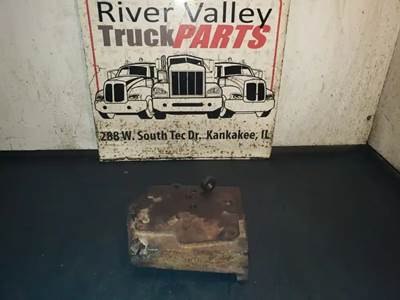 River Valley
TruckPARTS
288 W. South Tec Dr, Kankakee, IL